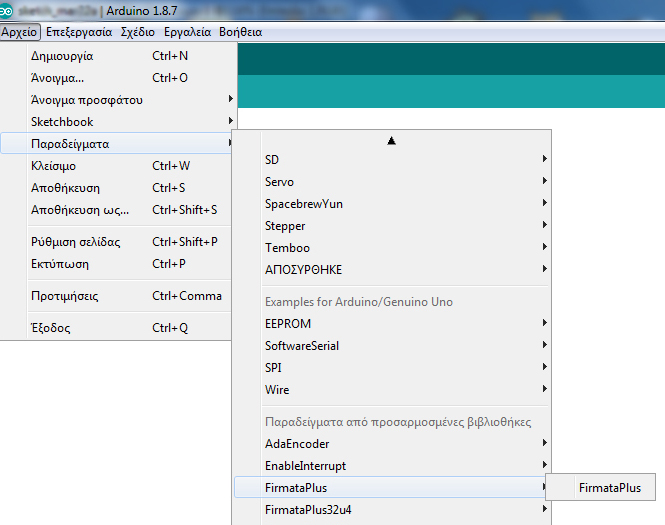 sketch_mar02a | Arduino 1.8.7
Αρχείο Επεξεργασία Σχέδιο Εργαλεία Βοήθεια
Δημιουργία Ctrl+N
Άνοιγμα... Ctrl+O
Άνοιγμα προσφάτου
Sketchbook
Παραδείγματα
Κλείσιμο Ctrl+W
Αποθήκευση Ctrl+S
Αποθήκευση ως... Ctrl+Shift+S
Ρύθμιση σελίδας Ctrl+Shift+P
Εκτύπωση Ctrl+P
Προτιμήσεις Ctrl+Comma
Έξοδος Ctrl+Q
SD
Servo
SpacebrewYun
Stepper
Temboo
ΑΠΟΣΥΡΘΗΚΕ
Examples for Arduino/Genuino Uno
EEPROM
SoftwareSerial
SPI
Wire
Παραδείγματα από προσαρμοσμένες βιβλιοθήκες
AdaEncoder
EnableInterrupt
FirmataPlus
FirmataPlus32u4
FirmataPlus